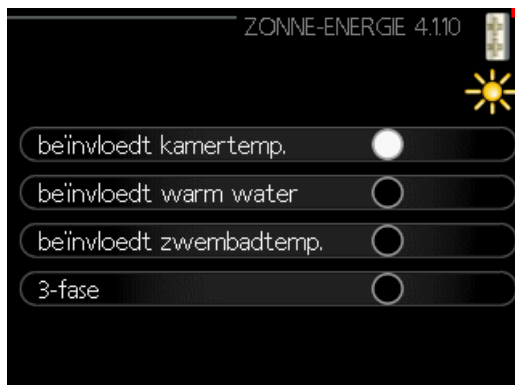 ZONNE-ENERGIE 4.1.10
beïnvloedt kamertemp.
beïnvloedt warm water
beïnvloedt zwembadtemp.
3-fase